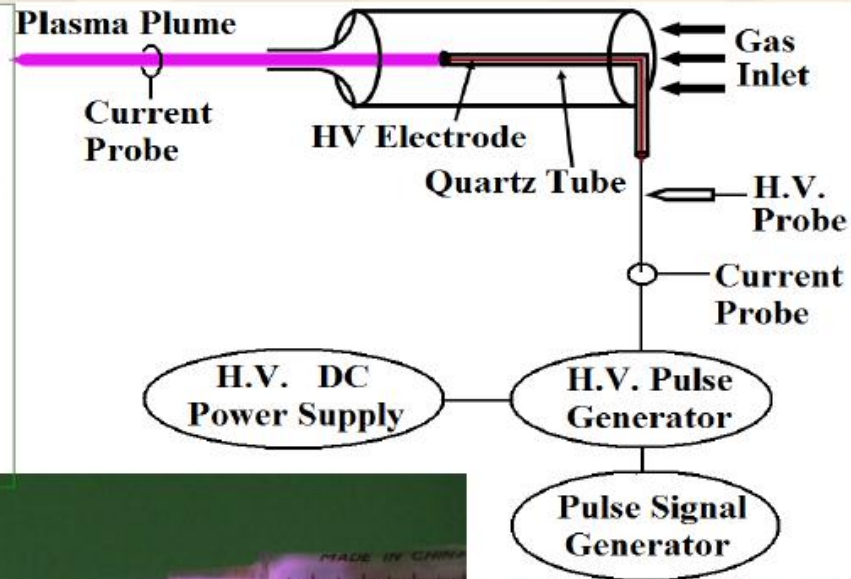 Plasma Plume
Current
Probe
HV Electrode
Quartz Tube
Gas
Inlet
H.V.
Probe
Current
Probe
H.V. DC
Power Supply
H.V. Pulse
Generator
Pulse Signal
Generator
MADE IN CHINA